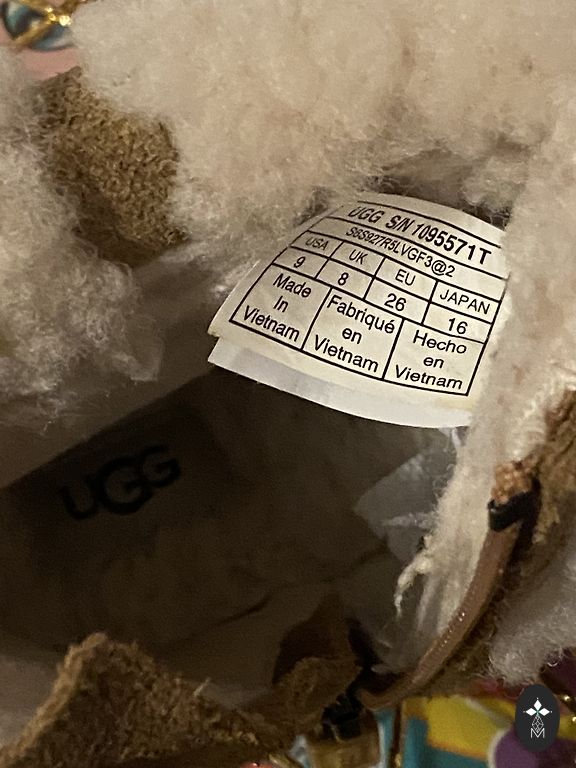 UGG S/N 1095571T
S6S927R5LVGF3@2
USA UK EU JAPAN
9 8 26 16
Made In Vietnam
Fabriqué en Vietnam
Hecho en Vietnam
UGG
M